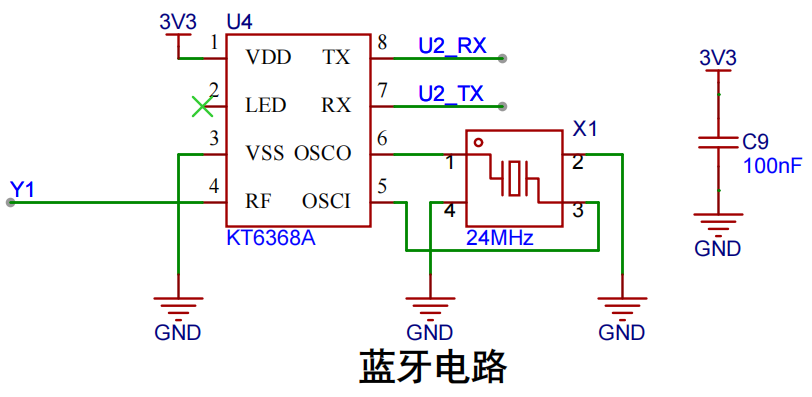 3V3
U4
1
VDD
TX
8
U2_RX
2
LED
RX
7
U2_TX
3
VSS
OSCO
6
4
RF
OSCI
5
Y1
KT6368A
X1
1
2
4
3
24MHz
3V3
C9
100nF
GND
GND
GND
GND
蓝牙电路